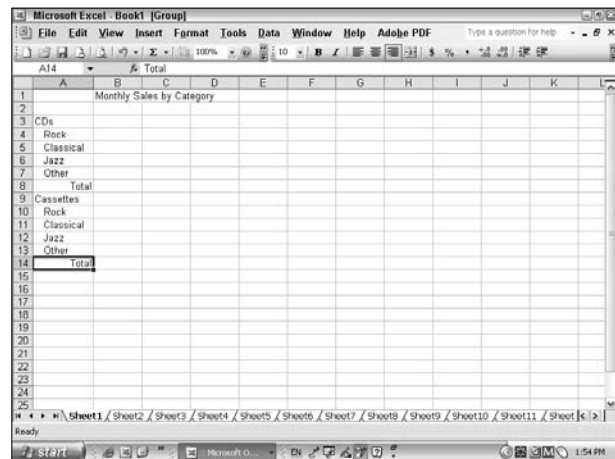 Microsoft Excel - Book1 [Group]
File Edit View Insert Format Tools Data Window Help Adobe PDF Type a question for help
100% 10 B I $ %
A14 fx Total
A B C D E F G H I J K L
1 Monthly Sales by Category
2
3 CDs
4 Rock
5 Classical
6 Jazz
7 Other
8 Total
9 Cassettes
10 Rock
11 Classical
12 Jazz
13 Other
14 Total
15
16
17
18
19
20
21
22
23
24
25
Sheet1 / Sheet2 / Sheet3 / Sheet4 / Sheet5 / Sheet6 / Sheet7 / Sheet8 / Sheet9 / Sheet10 / Sheet11 / Sheet
Ready
start Microsoft O... EN 1:54 PM